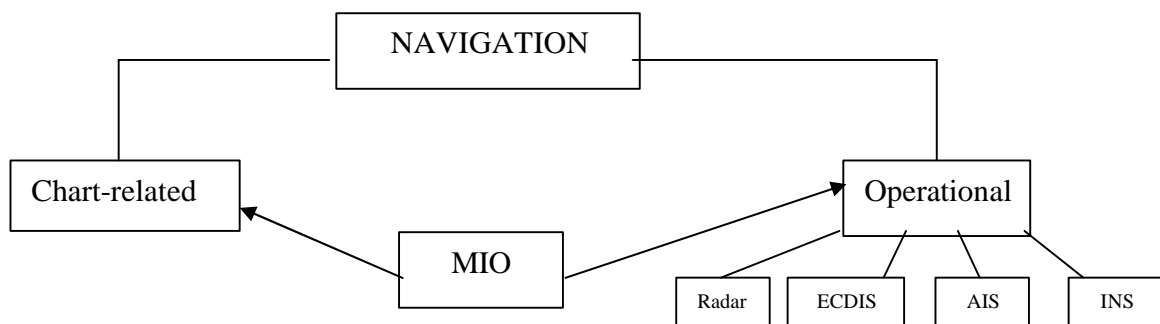 NAVIGATION
Chart-related
Operational
MIO
Radar
ECDIS
AIS
INS